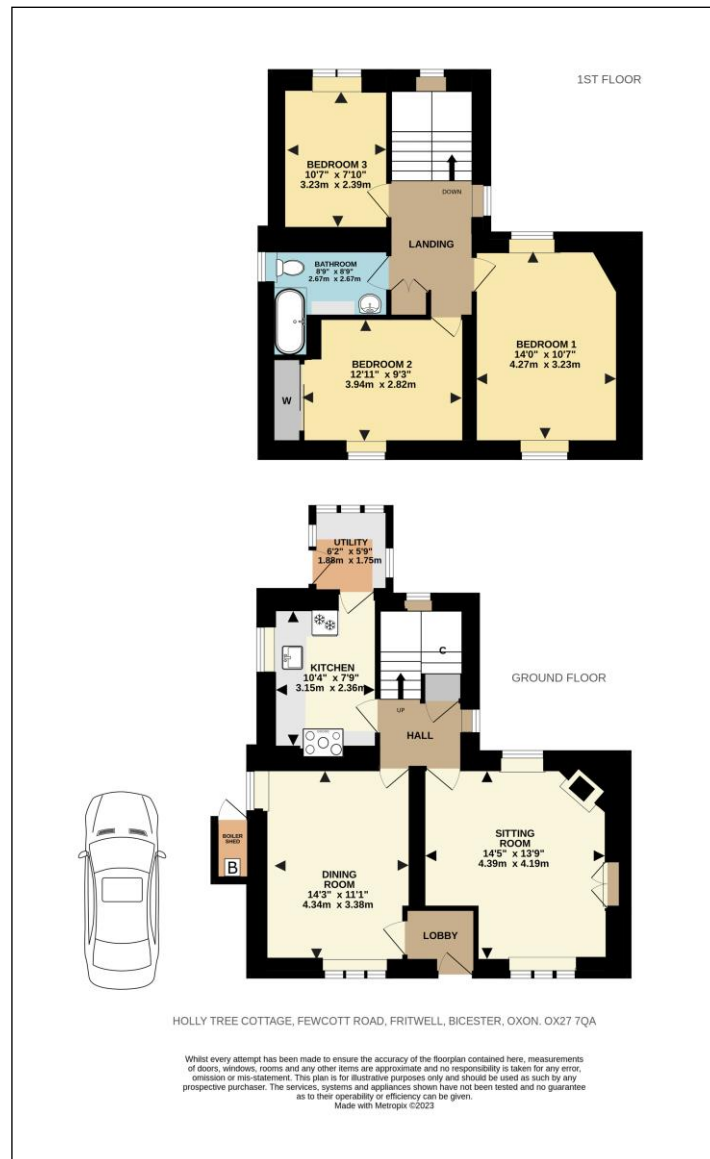 1ST FLOOR
BEDROOM 3
10'7" x 7'10"
3.23m x 2.39m
DOWN
LANDING
BATHROOM
8'9" x 8'9"
2.67m x 2.67m
BEDROOM 1
14'0" x 10'7"
4.27m x 3.23m
BEDROOM 2
12'11" x 9'3"
3.94m x 2.82m
W
UTILITY
6'2" x 5'9"
1.88m x 1.75m
KITCHEN
10'4" x 7'9"
3.15m x 2.36m
C
UP
HALL
GROUND FLOOR
BOILER
SHED
B
SITTING
ROOM
14'5" x 13'9"
4.39m x 4.19m
DINING
ROOM
14'3" x 11'1"
4.34m x 3.38m
LOBBY
HOLLY TREE COTTAGE, FEWCOTT ROAD, FRITWELL, BICESTER, OXON. OX27 7QA
Whilst every attempt has been made to ensure the accuracy of the floorplan contained here, measurements
of doors, windows, rooms and any other items are approximate and no responsibility is taken for any error,
omission or mis-statement. This plan is for illustrative purposes only and should be used as such by any
prospective purchaser. The services, systems and appliances shown have not been tested and no guarantee
as to their operability or efficiency can be given.
Made with Metropix ©2023